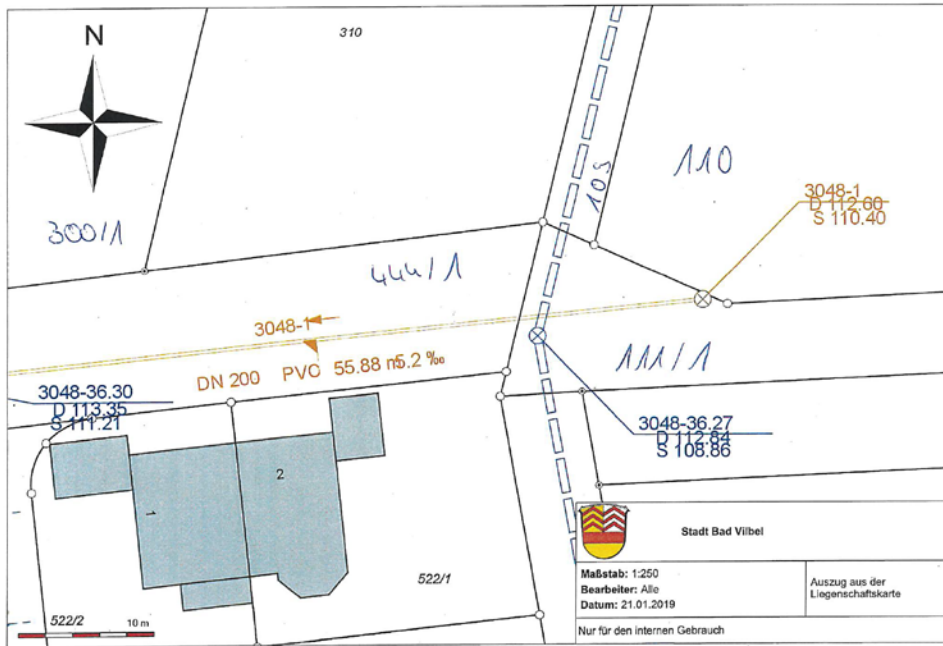 N
310
110
109
3048-1
D 112.60
S 110.40
300/1
444/1
3048-1
111/1
DN 200 PVC 55.88 m5.2 ‰
3048-36.30
D 113.35
S 111.21
3048-36.27
D 112.84
S 108.86
2
1
522/1
522/2
10 m
Stadt Bad Vilbel
Maßstab: 1:250
Bearbeiter: Alle
Datum: 21.01.2019
Auszug aus der
Liegenschaftskarte
Nur für den internen Gebrauch